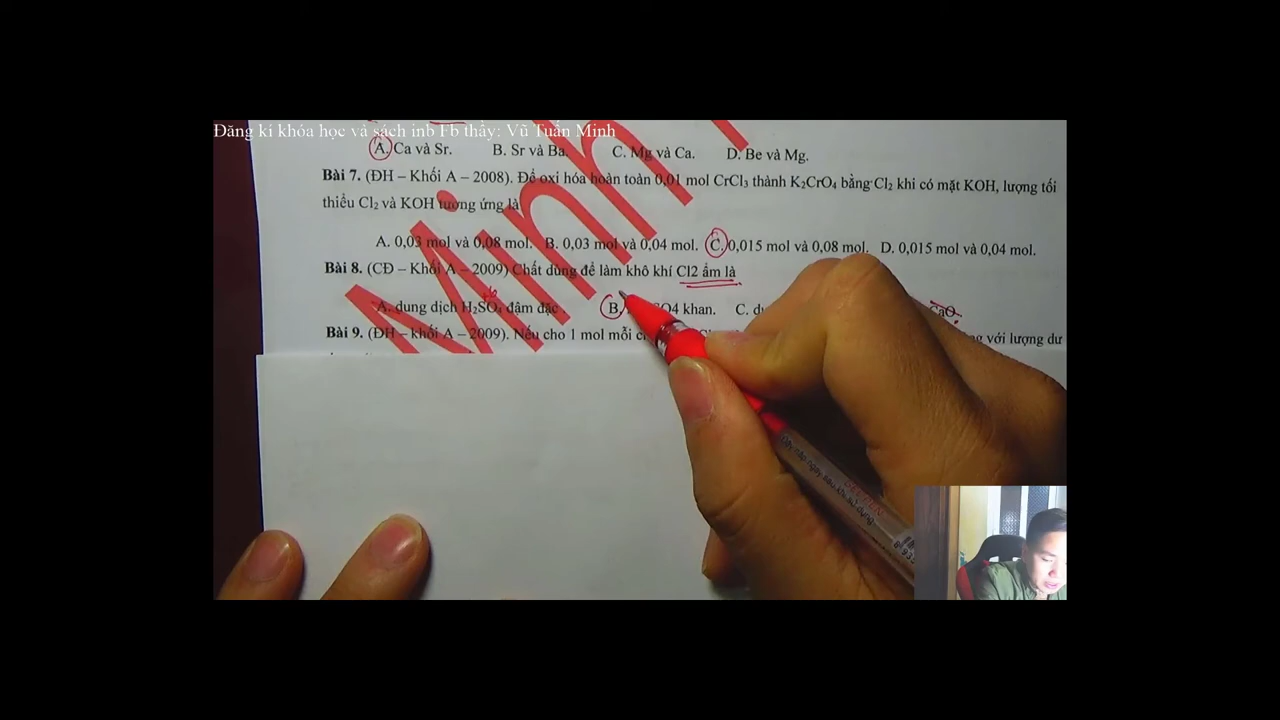 Đăng kí khóa học và sách inb Fb thầy: Vũ Tuấn Minh
A. Ca và Sr. B. Sr và Ba. C. Mg và Ca. D. Be và Mg.
Bài 7. (ĐH – Khối A – 2008). Để oxi hóa hoàn toàn 0,01 mol CrCl₃ thành K₂CrO₄ bằng Cl₂ khi có mặt KOH, lượng tối
thiểu Cl₂ và KOH tương ứng là
A. 0,03 mol và 0,08 mol. B. 0,03 mol và 0,04 mol. C. 0,015 mol và 0,08 mol. D. 0,015 mol và 0,04 mol.
Bài 8. (CĐ – Khối A – 2009) Chất dùng để làm khô khí Cl2 ẩm là
+6
A. dung dịch H₂SO₄ đậm đặc. B. SO4 khan. C. CaO.
Bài 9. (ĐH – khối A – 2009). Nếu cho 1 mol mỗi với lượng dư
Minh